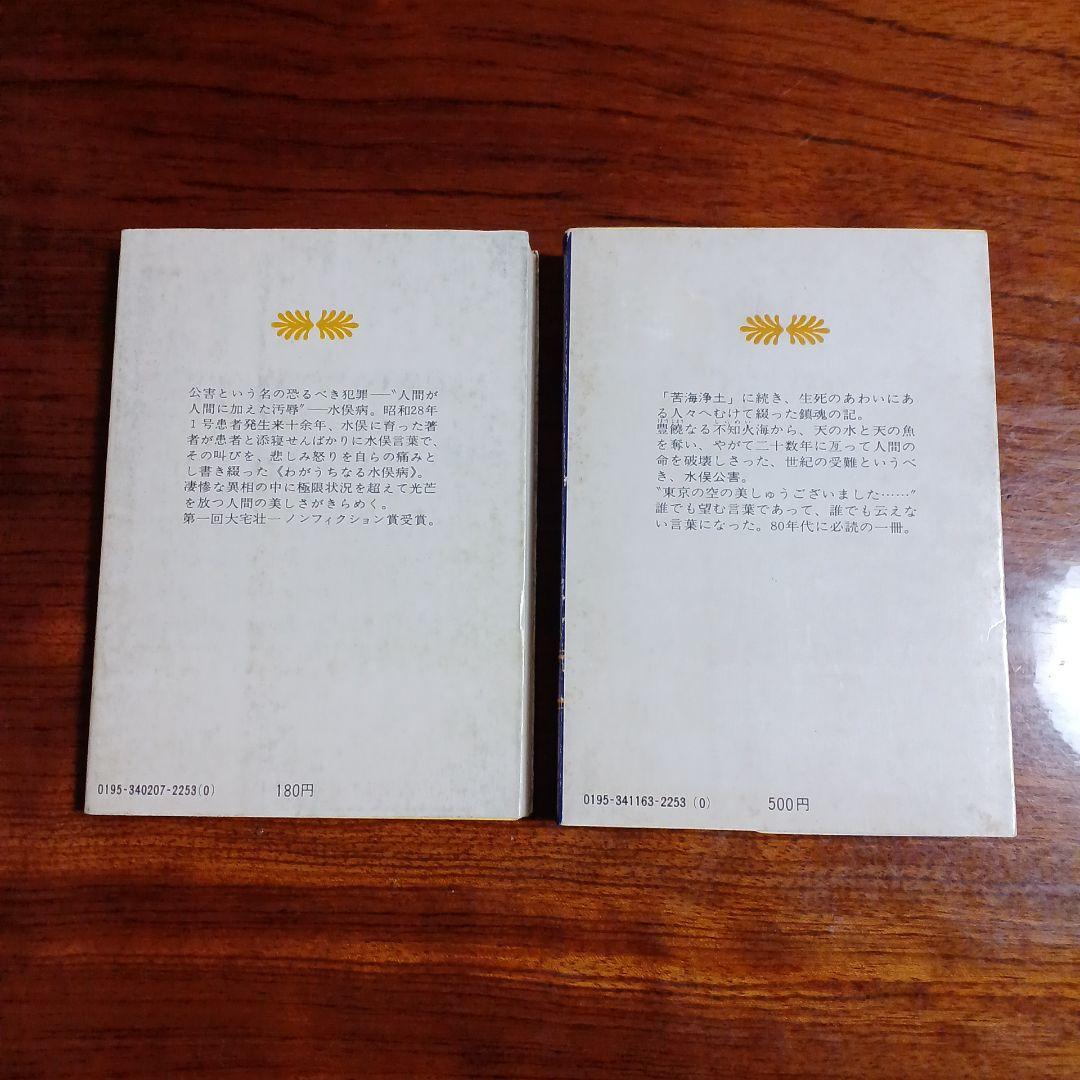 公害という名の恐るべき犯罪——〝人間が
人間に加えた汚辱〟——水俣病。昭和28年
1号患者発生来十余年、水俣に育った著
者が患者と添寝せんばかりに水俣言葉で、
その叫びを、悲しみ怒りを自らの痛みと
し書き綴った《わがうちなる水俣病》。
凄惨な異相の中に極限状況を超えて光芒
を放つ人間の美しさがきらめく。
第一回大宅壮一ノンフィクション賞受賞。
0195-340207-2253(0)
180円
「苦海浄土」に続き、生死のあわいにあ
る人々へむけて綴った鎮魂の記。
豊饒なる不知火海から、天の水と天の魚
を奪い、やがて二十数年に亙って人間の
命を破壊しさった、世紀の受難というべ
き、水俣公害。
〝東京の空の美しゅうございました……〟
誰でも望む言葉であって、誰でも云えな
い言葉になった。80年代に必読の一冊。
0195-341163-2253 (0)
500円